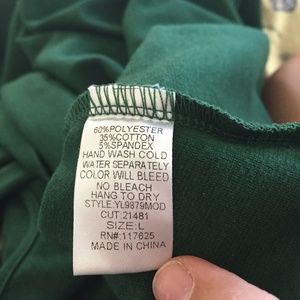 60%POLYESTER
35%COTTON
5%SPANDEX
HAND WASH COLD
WATER SEPARATELY
COLOR WILL BLEED
NO BLEACH
HANG TO DRY
STYLE:YL9879MOD
CUT:21481
SIZE:L
RN#:117625
MADE IN CHINA